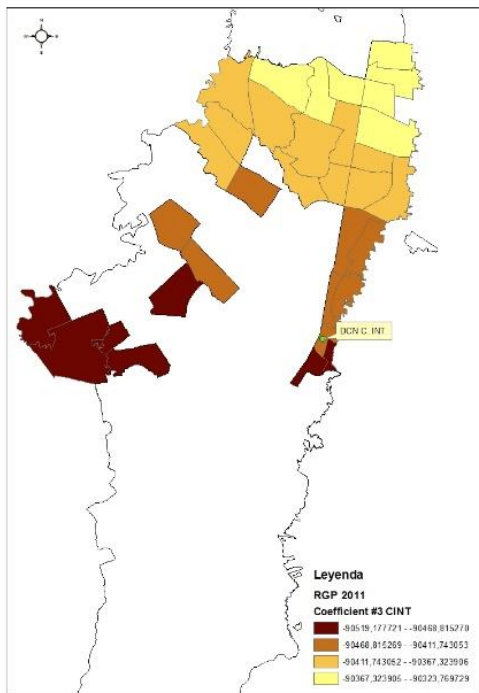 N
W E
S
DCN C. INT.
Leyenda
RGP 2011
Coefficient #3 CINT
-90519,177721 - -90468,815270
-90468,815269 - -90411,743053
-90411,743052 - -90367,323906
-90367,323905 - -90323,769729